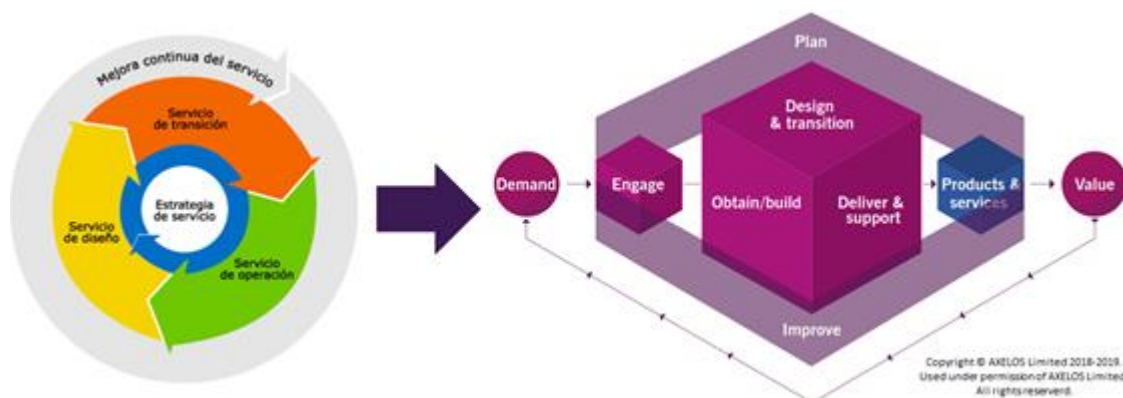 Mejora continua del servicio
Servicio
de transición
Estrategia
de servicio
Servicio
de diseño
Servicio
de operación
Plan
Design
& transition
Demand
Engage
Obtain/build
Deliver &
support
Products &
services
Value
Improve
Copyright © AXELOS Limited 2018-2019.
Used under permission of AXELOS Limited
All rights reserverd.